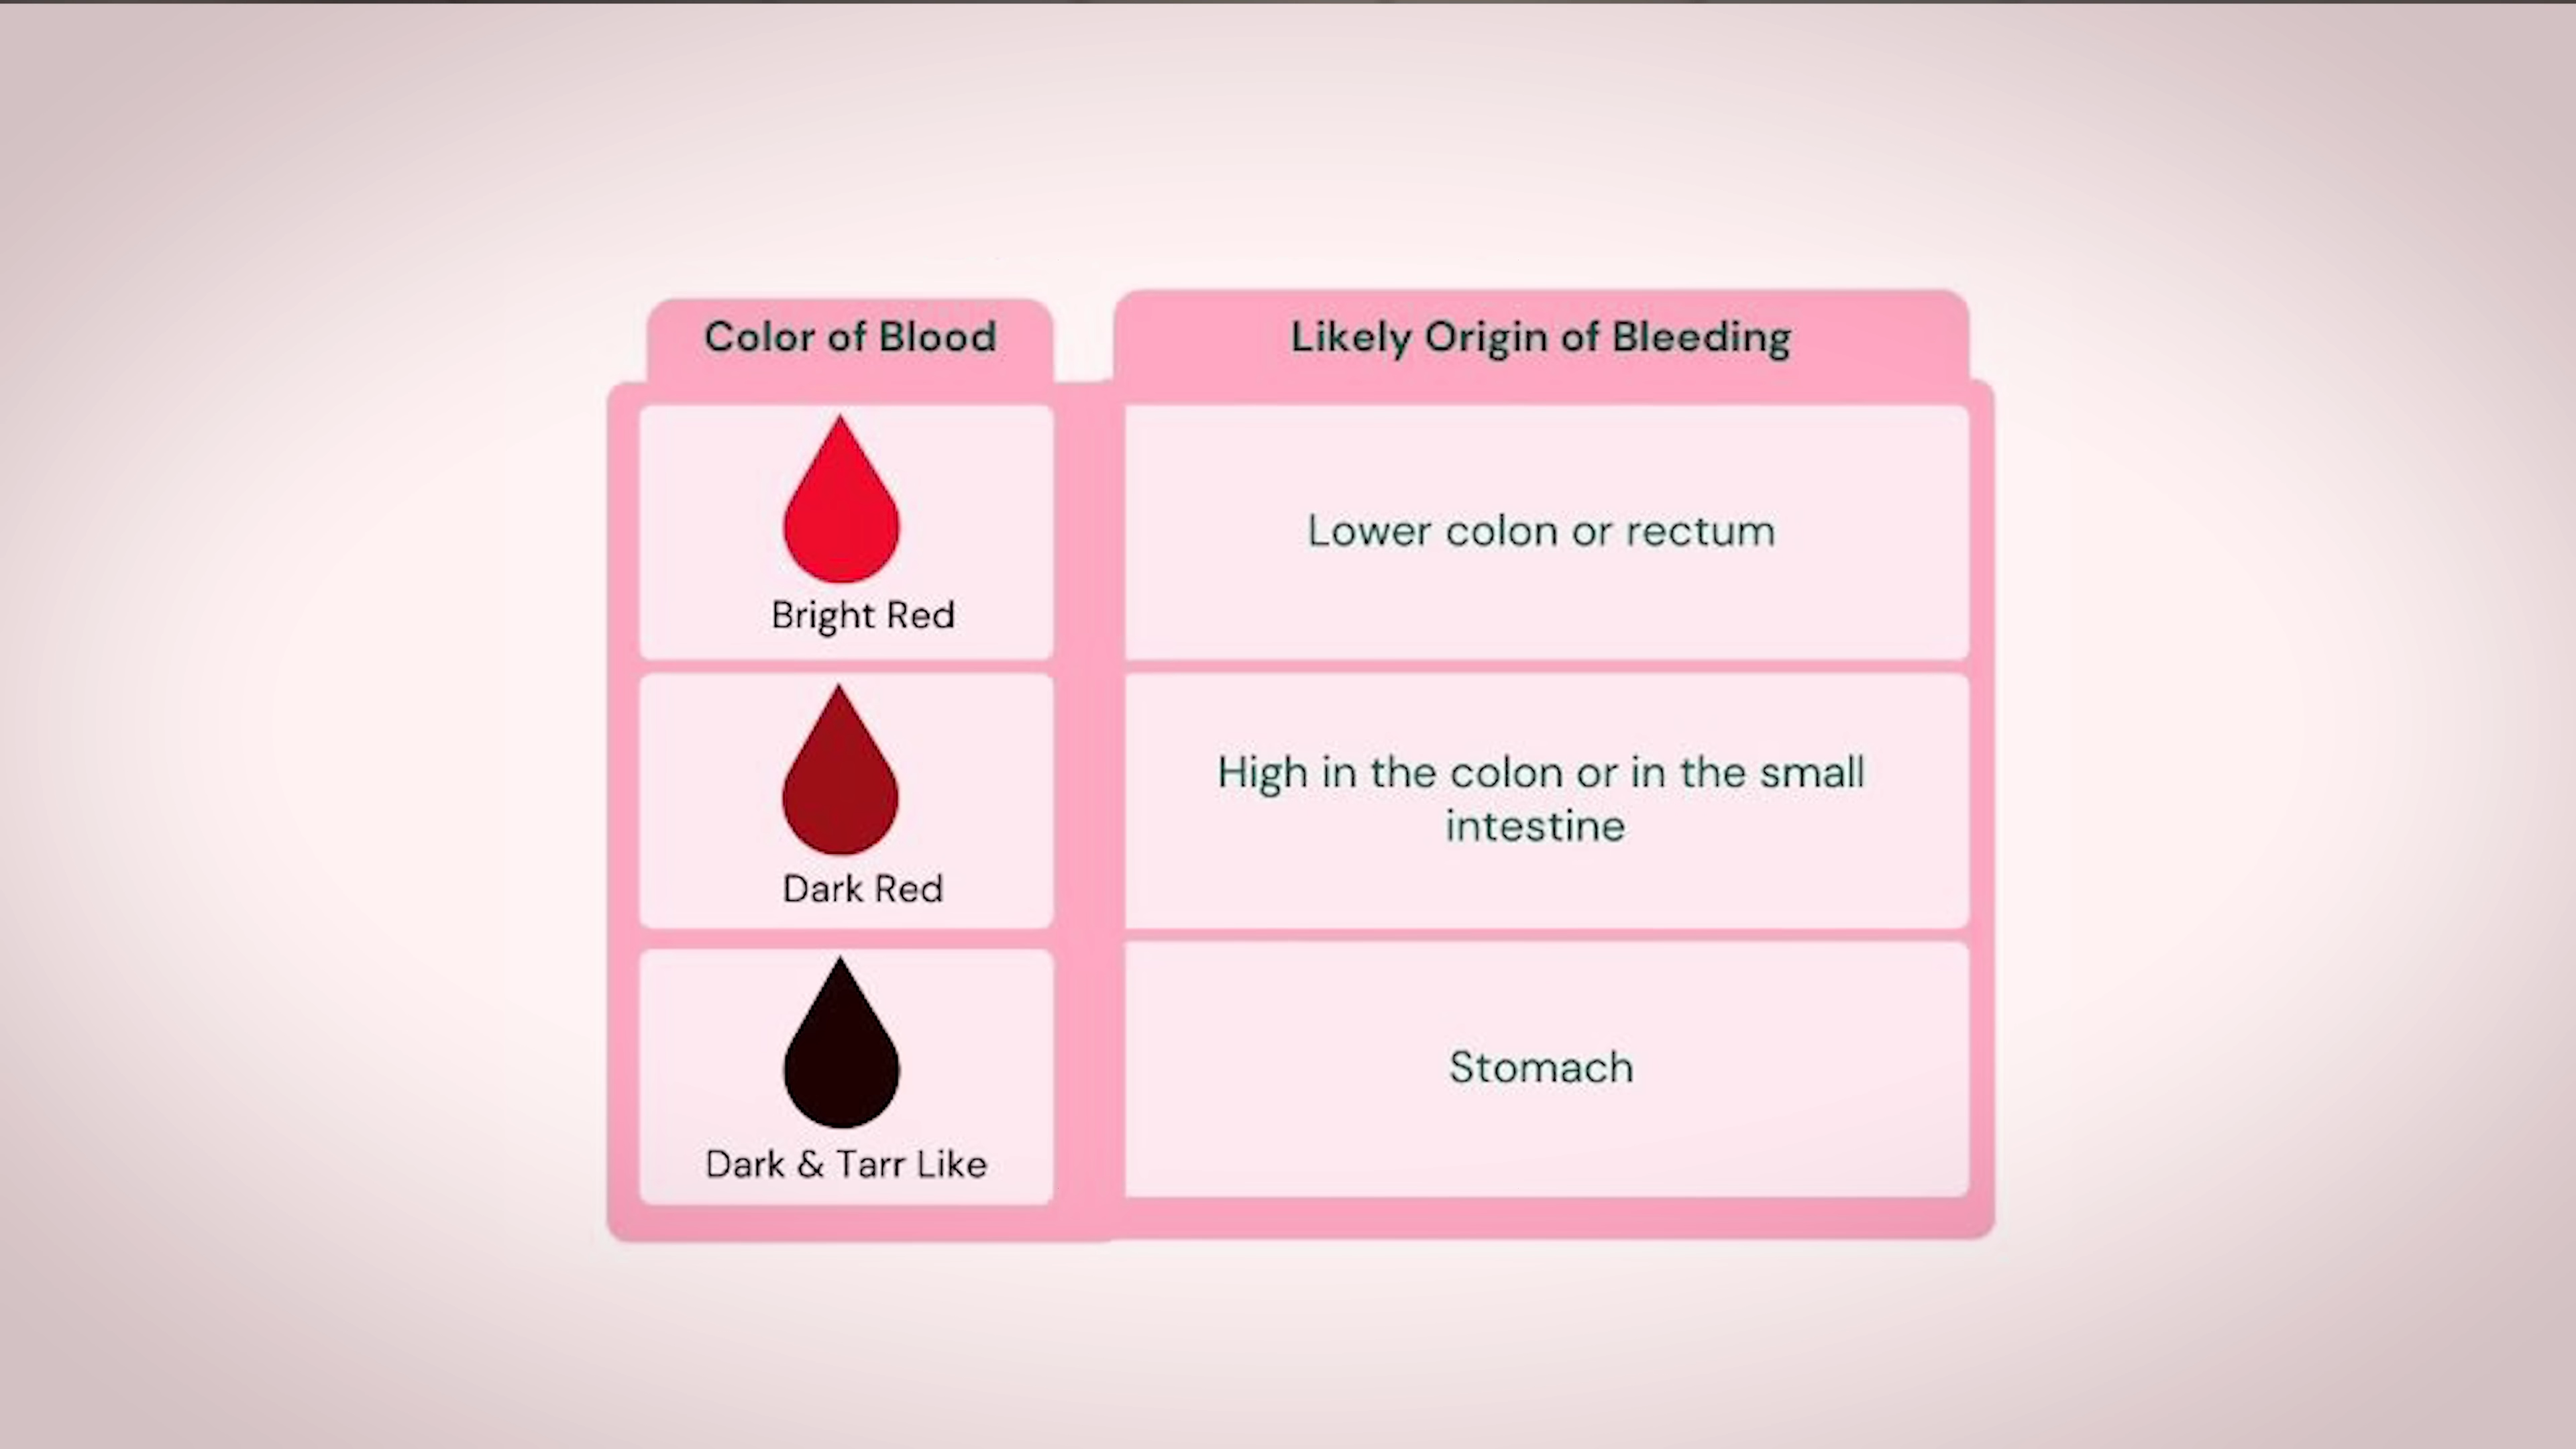 Color of Blood
Likely Origin of Bleeding
Bright Red
Lower colon or rectum
Dark Red
High in the colon or in the small
intestine
Dark & Tarr Like
Stomach